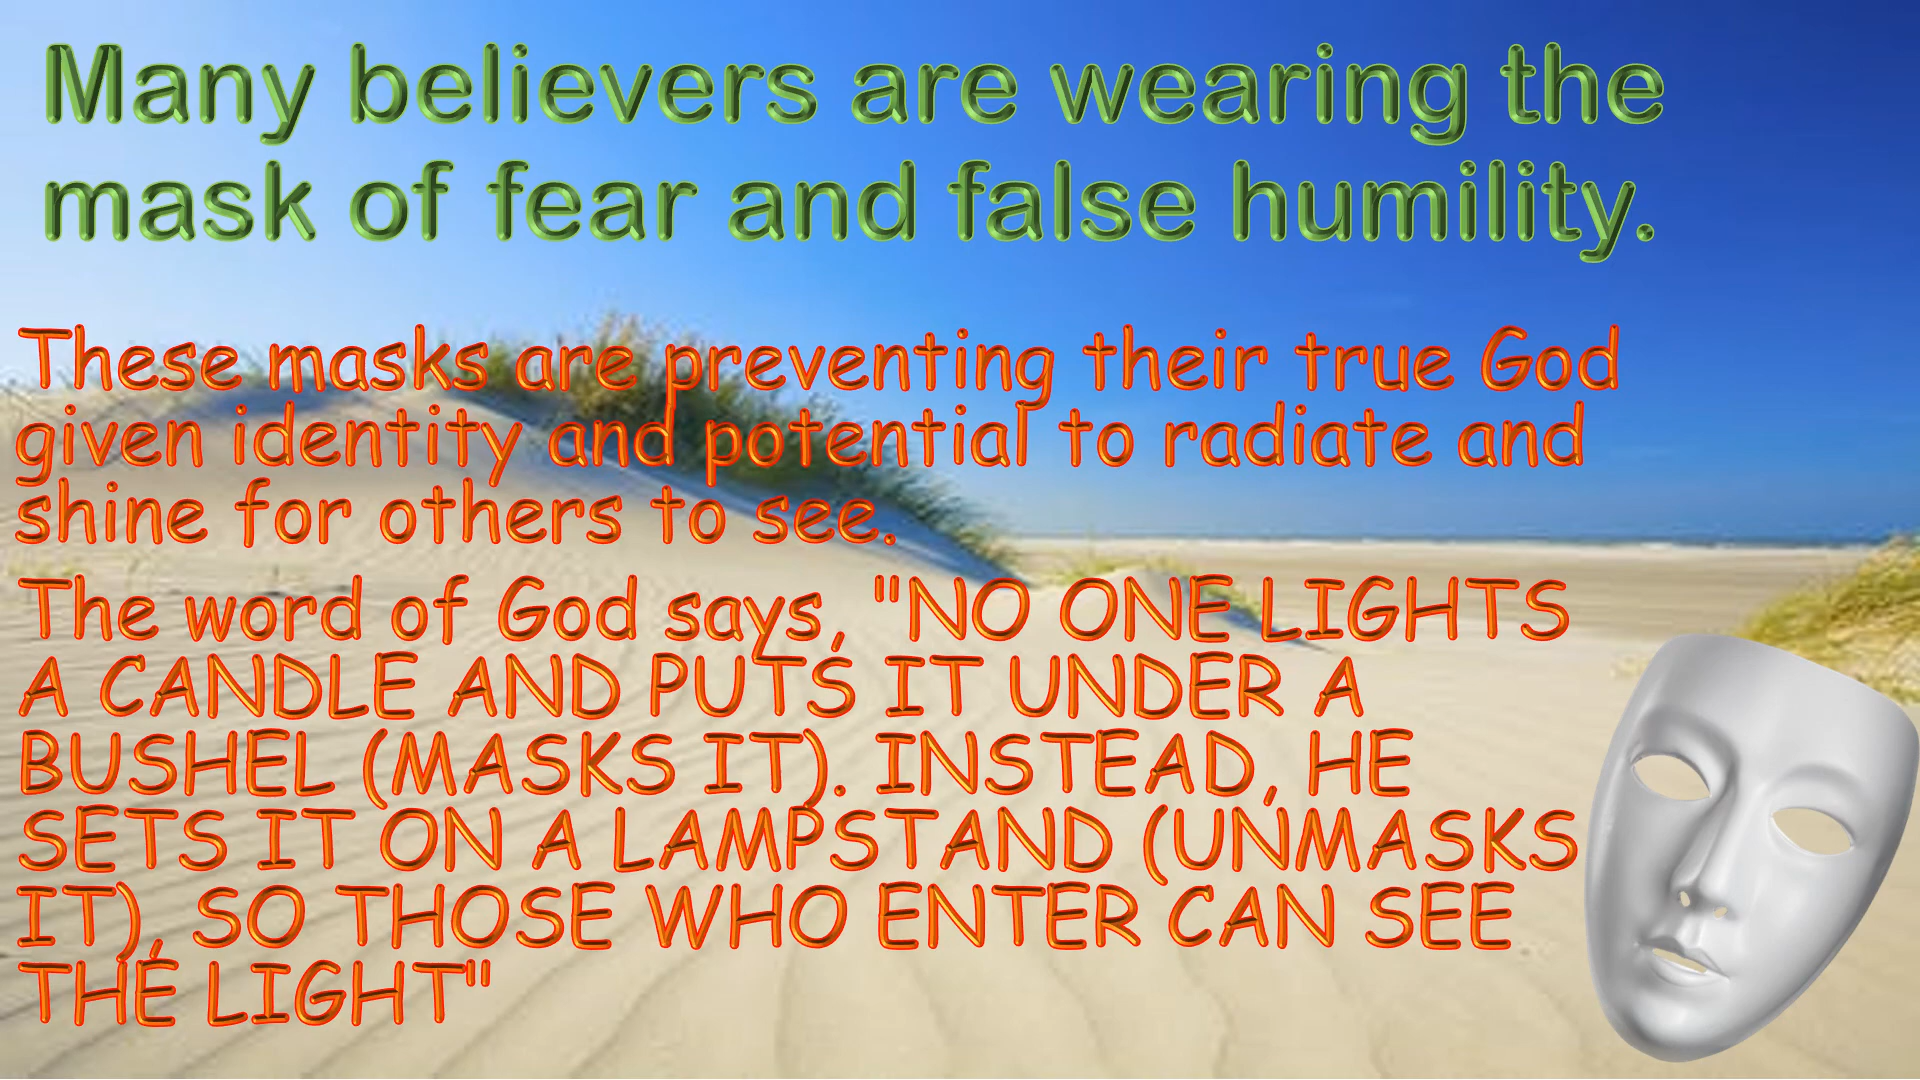 Many believers are wearing the
mask of fear and false humility.
These masks are preventing their true God
given identity and potential to radiate and
shine for others to see.
The word of God says, "NO ONE LIGHTS
A CANDLE AND PUTS IT UNDER A
BUSHEL (MASKS IT). INSTEAD, HE
SETS IT ON A LAMPSTAND (UNMASKS
IT), SO THOSE WHO ENTER CAN SEE
THE LIGHT"